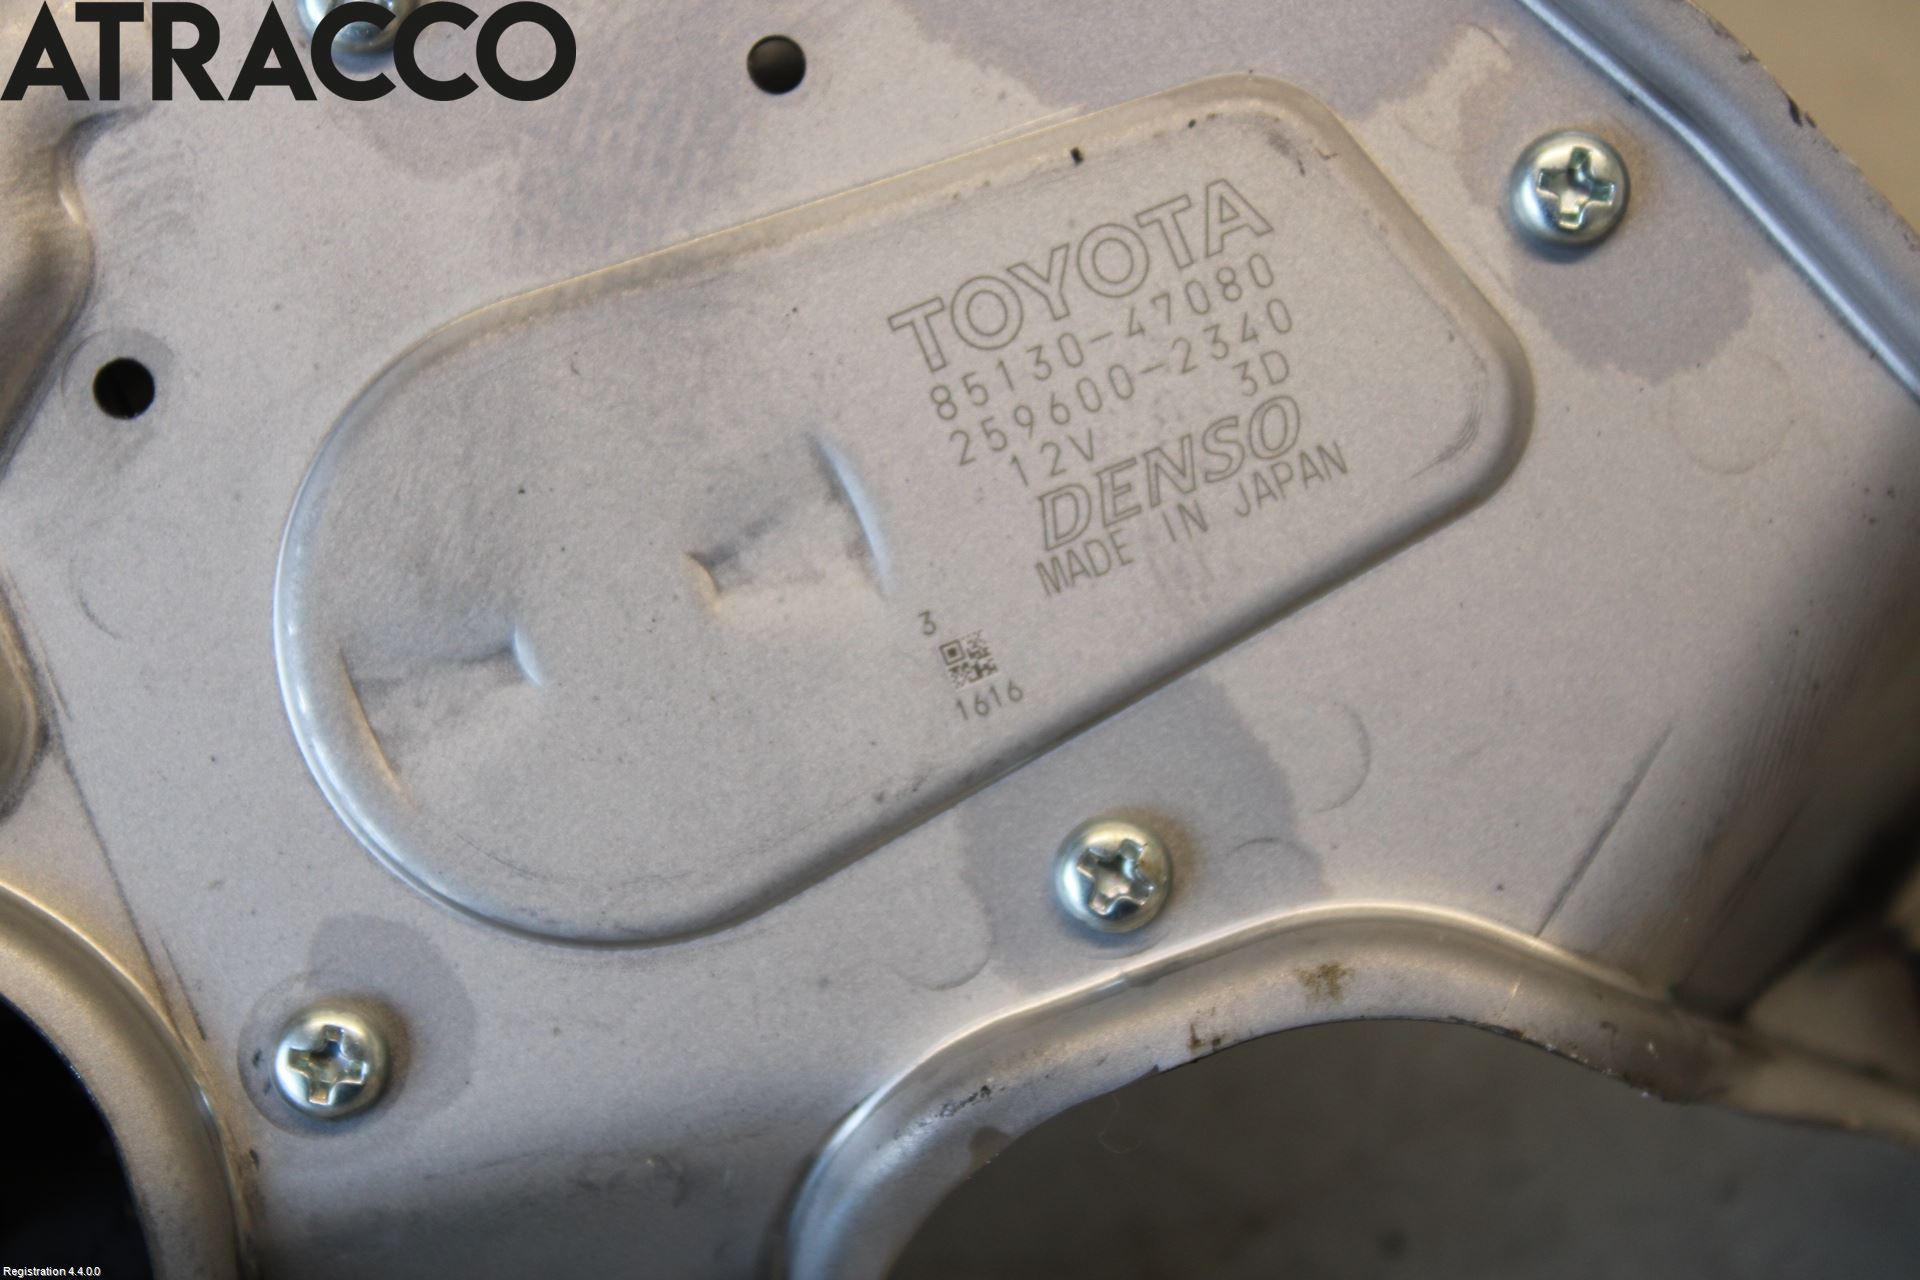 ATRACCO
TOYOTA
85130-47080
259600-2340
12V 3D
DENSO
MADE IN JAPAN
3
1616
Registration 4.4.0.0